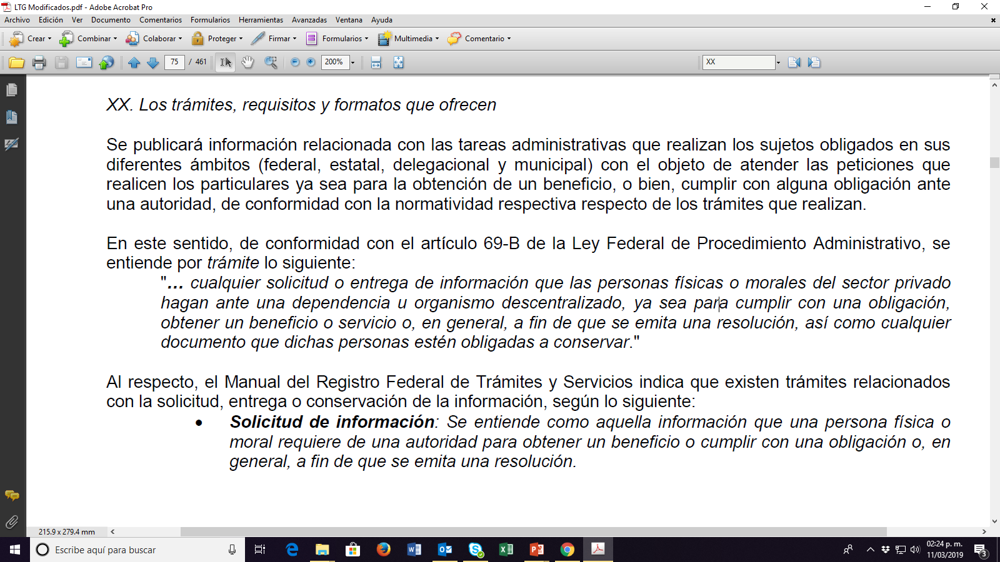 LTG Modificados.pdf - Adobe Acrobat Pro
Archivo Edición Ver Documento Comentarios Formularios Herramientas Avanzadas Ventana Ayuda
Crear Combinar Colaborar Proteger Firmar Formularios Multimedia Comentario
75 / 461 200% XX
XX. Los trámites, requisitos y formatos que ofrecen
Se publicará información relacionada con las tareas administrativas que realizan los sujetos obligados en sus
diferentes ámbitos (federal, estatal, delegacional y municipal) con el objeto de atender las peticiones que
realicen los particulares ya sea para la obtención de un beneficio, o bien, cumplir con alguna obligación ante
una autoridad, de conformidad con la normatividad respectiva respecto de los trámites que realizan.
En este sentido, de conformidad con el artículo 69-B de la Ley Federal de Procedimiento Administrativo, se
entiende por trámite lo siguiente:
"… cualquier solicitud o entrega de información que las personas físicas o morales del sector privado
hagan ante una dependencia u organismo descentralizado, ya sea para cumplir con una obligación,
obtener un beneficio o servicio o, en general, a fin de que se emita una resolución, así como cualquier
documento que dichas personas estén obligadas a conservar."
Al respecto, el Manual del Registro Federal de Trámites y Servicios indica que existen trámites relacionados
con la solicitud, entrega o conservación de la información, según lo siguiente:
• Solicitud de información: Se entiende como aquella información que una persona física o
moral requiere de una autoridad para obtener un beneficio o cumplir con una obligación o, en
general, a fin de que se emita una resolución.
215.9 x 279.4 mm
Escribe aquí para buscar
02:24 p. m.
11/03/2019
3